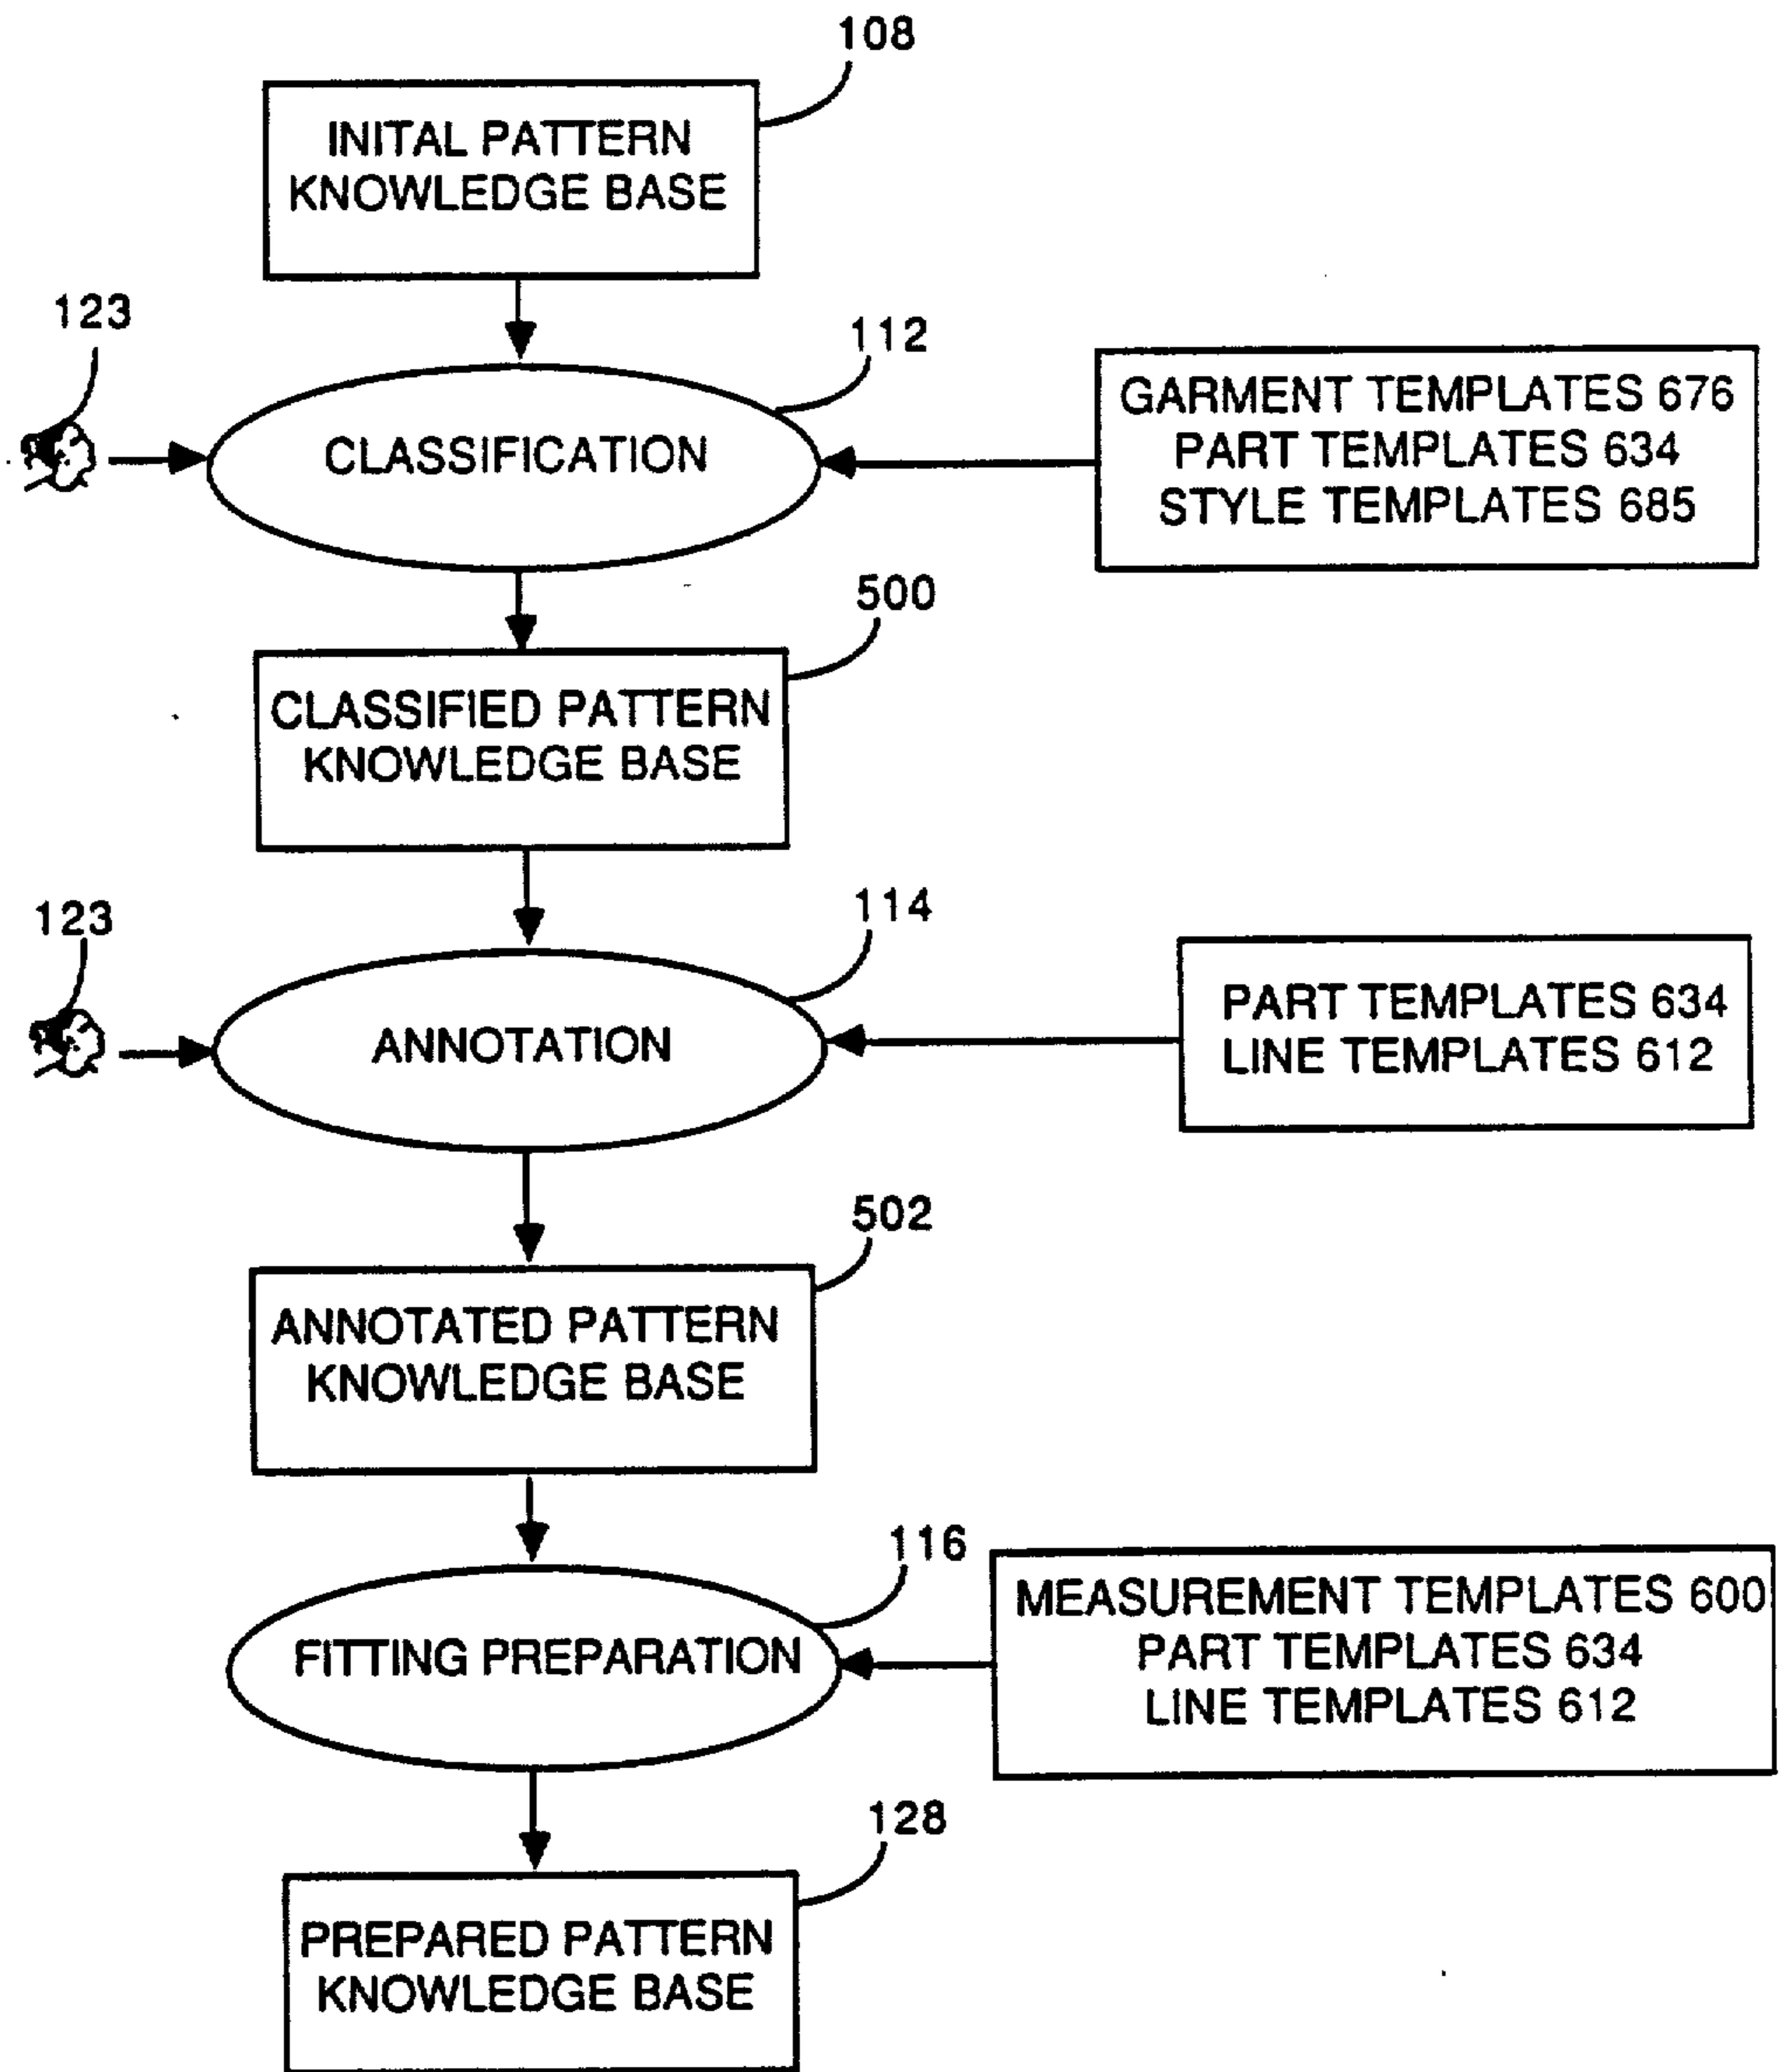 108
INITAL PATTERN
KNOWLEDGE BASE
123
112
CLASSIFICATION
GARMENT TEMPLATES 676
PART TEMPLATES 634
STYLE TEMPLATES 685
500
CLASSIFIED PATTERN
KNOWLEDGE BASE
123
114
ANNOTATION
PART TEMPLATES 634
LINE TEMPLATES 612
502
ANNOTATED PATTERN
KNOWLEDGE BASE
116
FITTING PREPARATION
MEASUREMENT TEMPLATES 600
PART TEMPLATES 634
LINE TEMPLATES 612
128
PREPARED PATTERN
KNOWLEDGE BASE